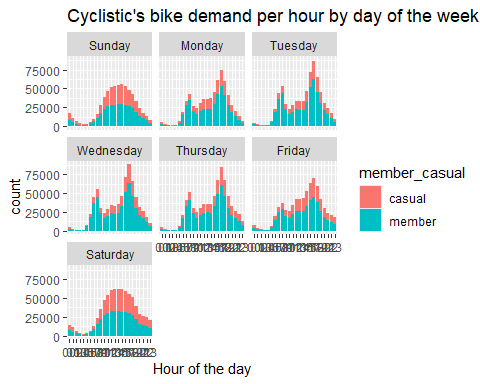 Cyclistic's bike demand per hour by day of the week
Sunday Monday Tuesday
75000
50000
25000
0
Wednesday Thursday Friday
75000
50000
25000
0
Saturday
75000
50000
25000
0
count
Hour of the day
member_casual
casual
member